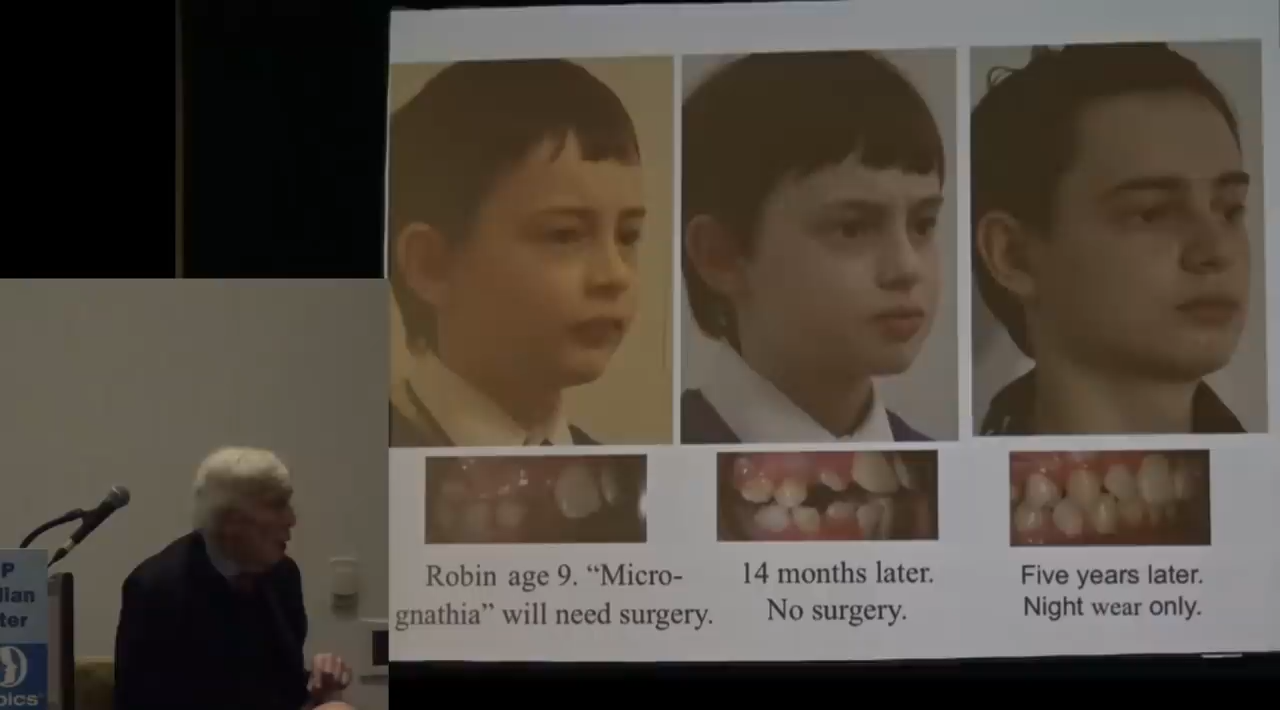 Robin age 9. “Micro-
gnathia” will need surgery.
14 months later.
No surgery.
Five years later.
Night wear only.
P